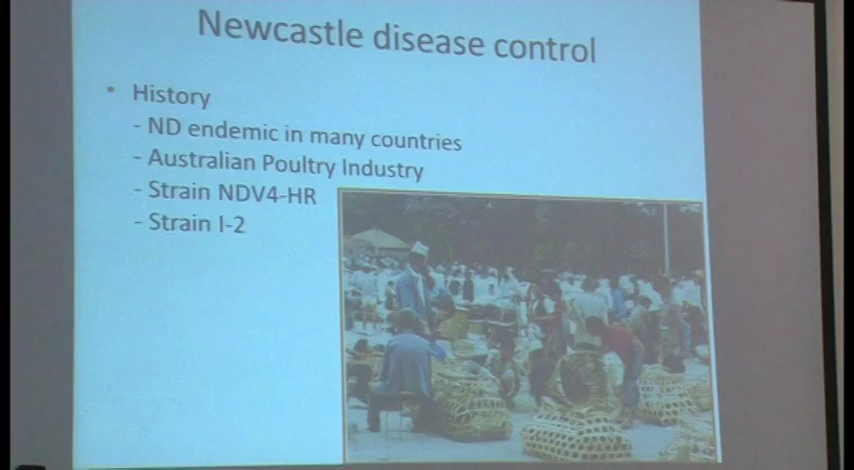 Newcastle disease control
• History
- ND endemic in many countries
- Australian Poultry Industry
- Strain NDV4-HR
- Strain I-2